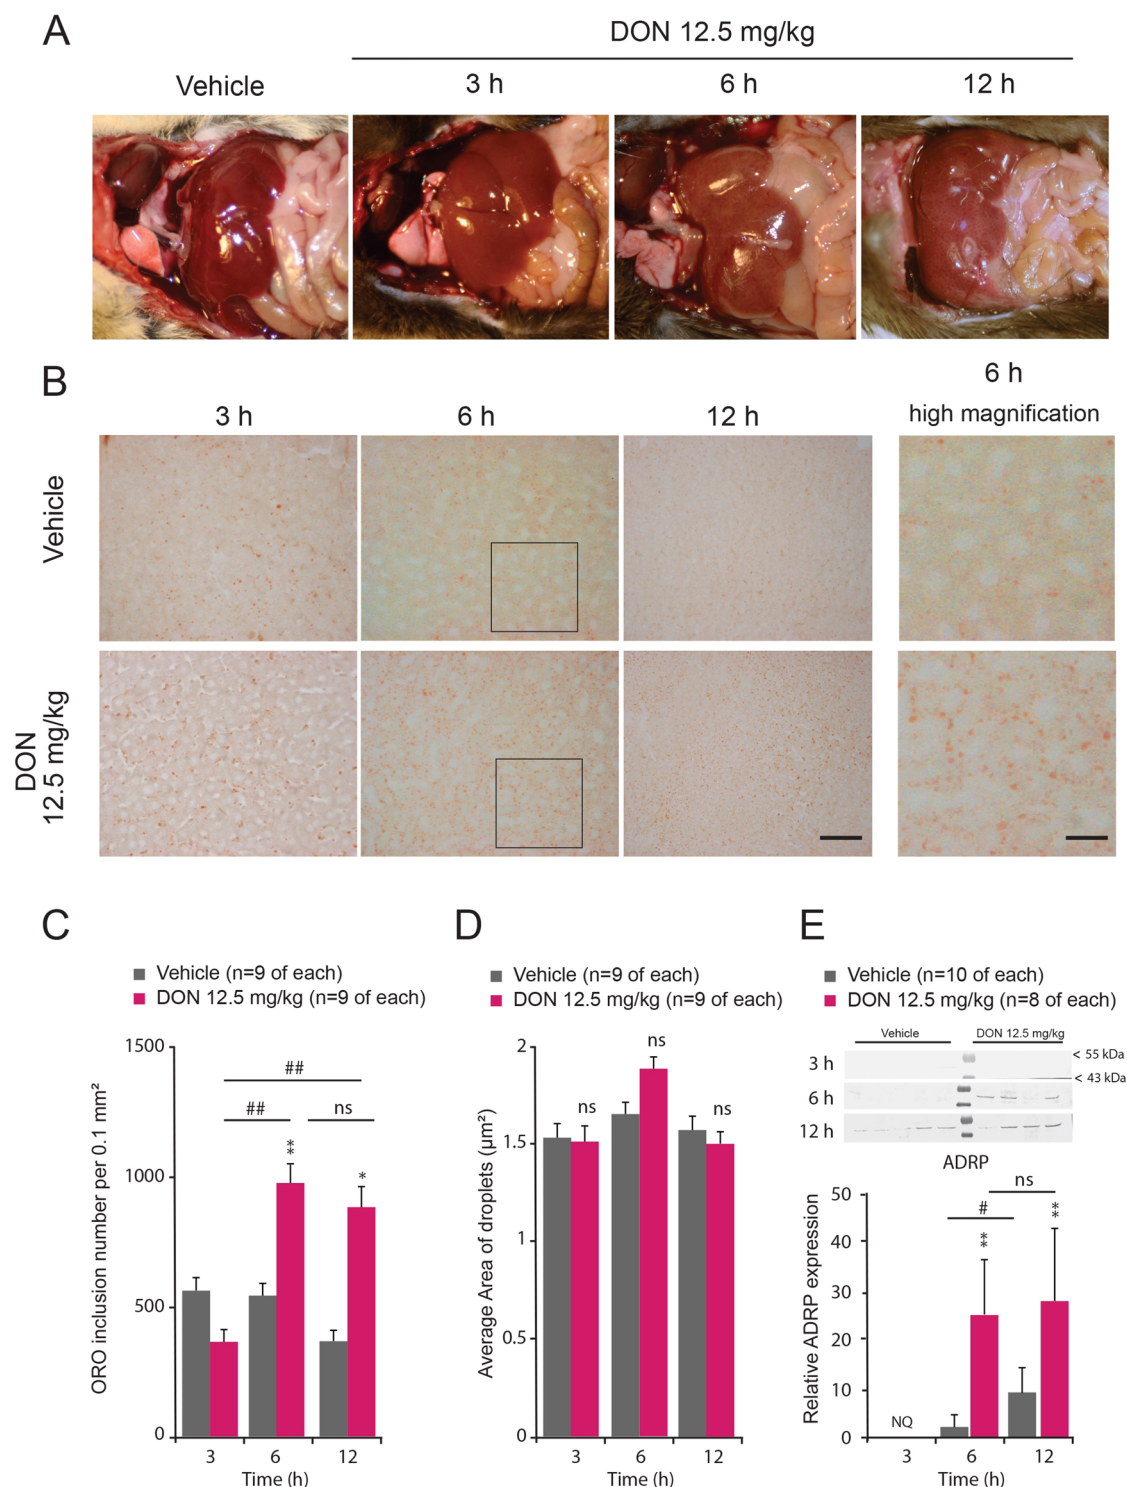 A
DON 12.5 mg/kg
Vehicle
3 h
6 h
12 h
B
6 h
3 h
6 h
12 h
high magnification
Vehicle
DON
12.5 mg/kg
C
Vehicle (n=9 of each)
DON 12.5 mg/kg (n=9 of each)
ORO inclusion number per 0.1 mm²
1500
1000
500
0
##
##
ns
**
*
3
6
12
Time (h)
D
Vehicle (n=9 of each)
DON 12.5 mg/kg (n=9 of each)
Average Area of droplets (µm²)
2
1.5
1
0.5
0
ns
ns
ns
3
6
12
Time (h)
E
Vehicle (n=10 of each)
DON 12.5 mg/kg (n=8 of each)
Vehicle
DON 12.5 mg/kg
3 h
< 55 kDa
< 43 kDa
6 h
12 h
ADRP
Relative ADRP expression
50
40
30
20
10
0
ns
#
**
**
NQ
3
6
12
Time (h)